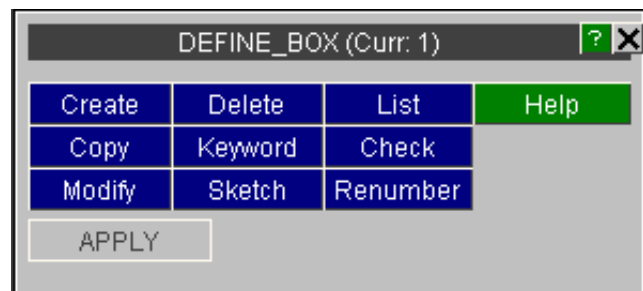 DEFINE_BOX (Curr: 1) ? X
Create Delete List Help
Copy Keyword Check
Modify Sketch Renumber
APPLY